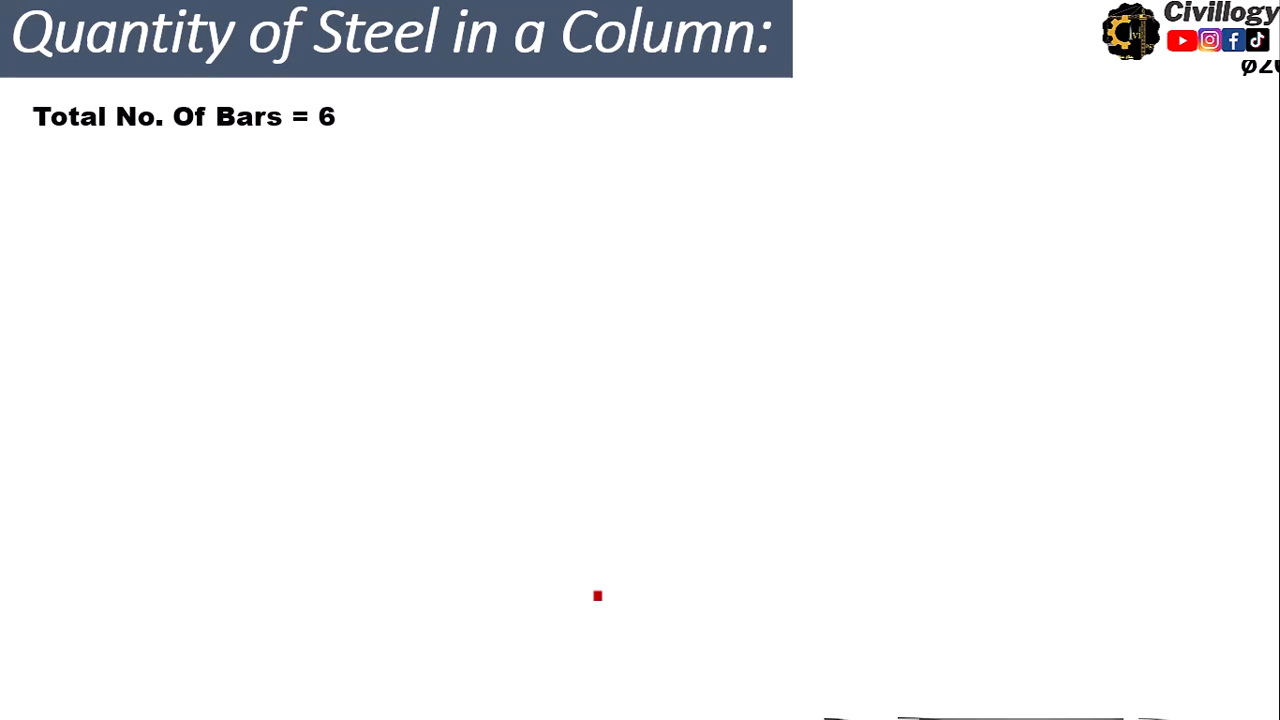 Quantity of Steel in a Column:
Civillogy
Total No. Of Bars = 6